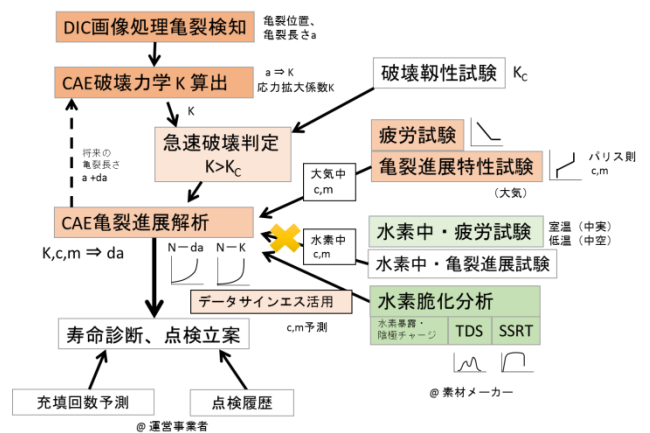 DIC画像処理亀裂検知
亀裂位置、
亀裂長さa
CAE破壊力学K 算出
a ⇒ K
応力拡大係数K
破壊靱性試験
KC
K
将来の
亀裂長さ
a +da
急速破壊判定
K>KC
疲労試験
大気中
c,m
亀裂進展特性試験
パリス則
c,m
(大気)
CAE亀裂進展解析
K,c,m ⇒ da
N－da
N－K
水素中
c,m
水素中・疲労試験
室温（中実）
低温（中空）
水素中・亀裂進展試験
データサインエス活用
c,m予測
水素脆化分析
水素暴露・
陰極チャージ
TDS
SSRT
寿命診断、点検立案
@ 素材メーカー
充填回数予測
点検履歴
@ 運営事業者